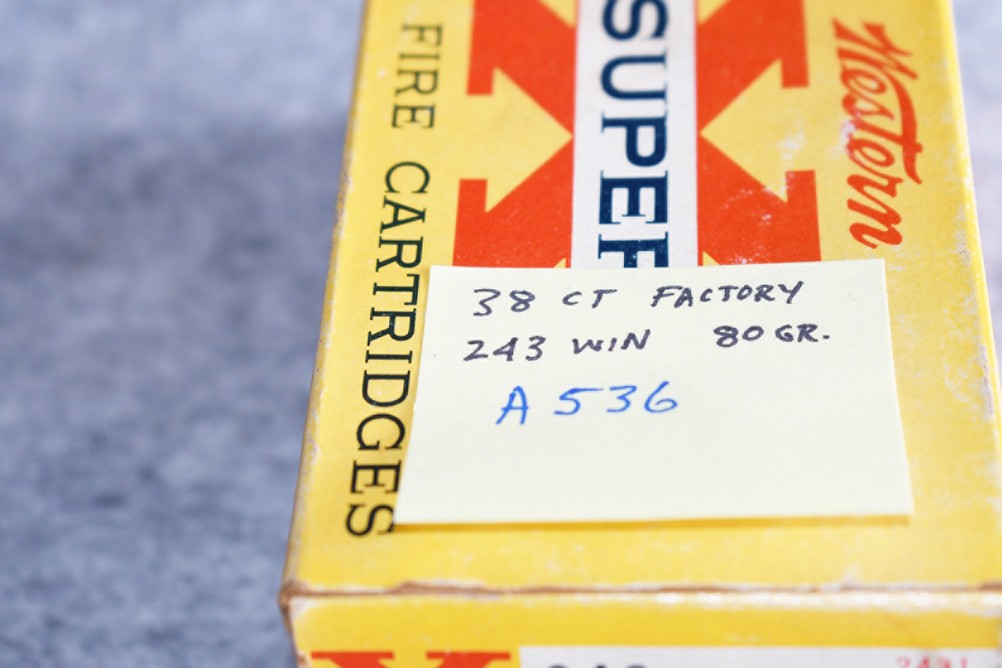 FIRE CARTRIDGES
SUPER
Western
38 CT FACTORY
243 WIN 80 GR.
A 536
X